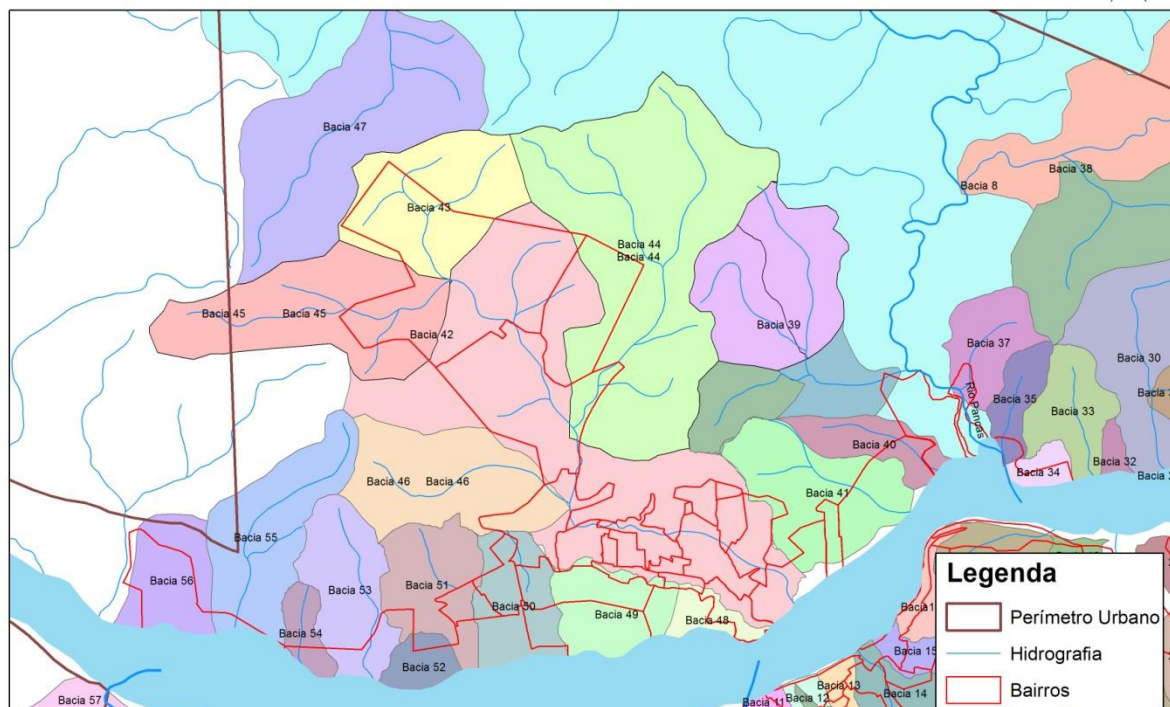 Bacia 47
Bacia 38
Bacia 8
Bacia 43
Bacia 44
Bacia 44
Bacia 45
Bacia 45
Bacia 42
Bacia 39
Bacia 37
Bacia 30
Bacia 35
Bacia 33
Rio Pancas
Bacia 40
Bacia 32
Bacia 34
Bacia 46
Bacia 46
Bacia 41
Bacia 55
Bacia 56
Bacia 53
Bacia 51
Bacia 50
Bacia 49
Bacia 48
Bacia 54
Bacia 52
Bacia 15
Bacia 57
Bacia 11
Bacia 12
Bacia 13
Bacia 14
Legenda
Perímetro Urbano
Hidrografia
Bairros